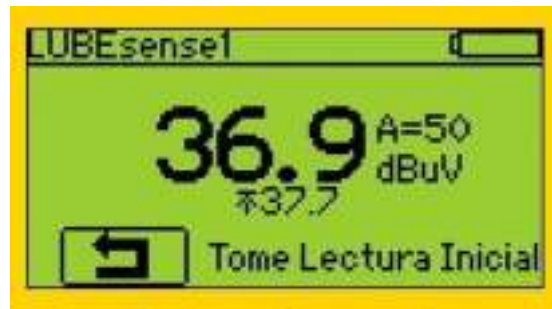 LUBEsense1
36.9 A=50
dBuV
⊼37.7
Tome Lectura Inicial